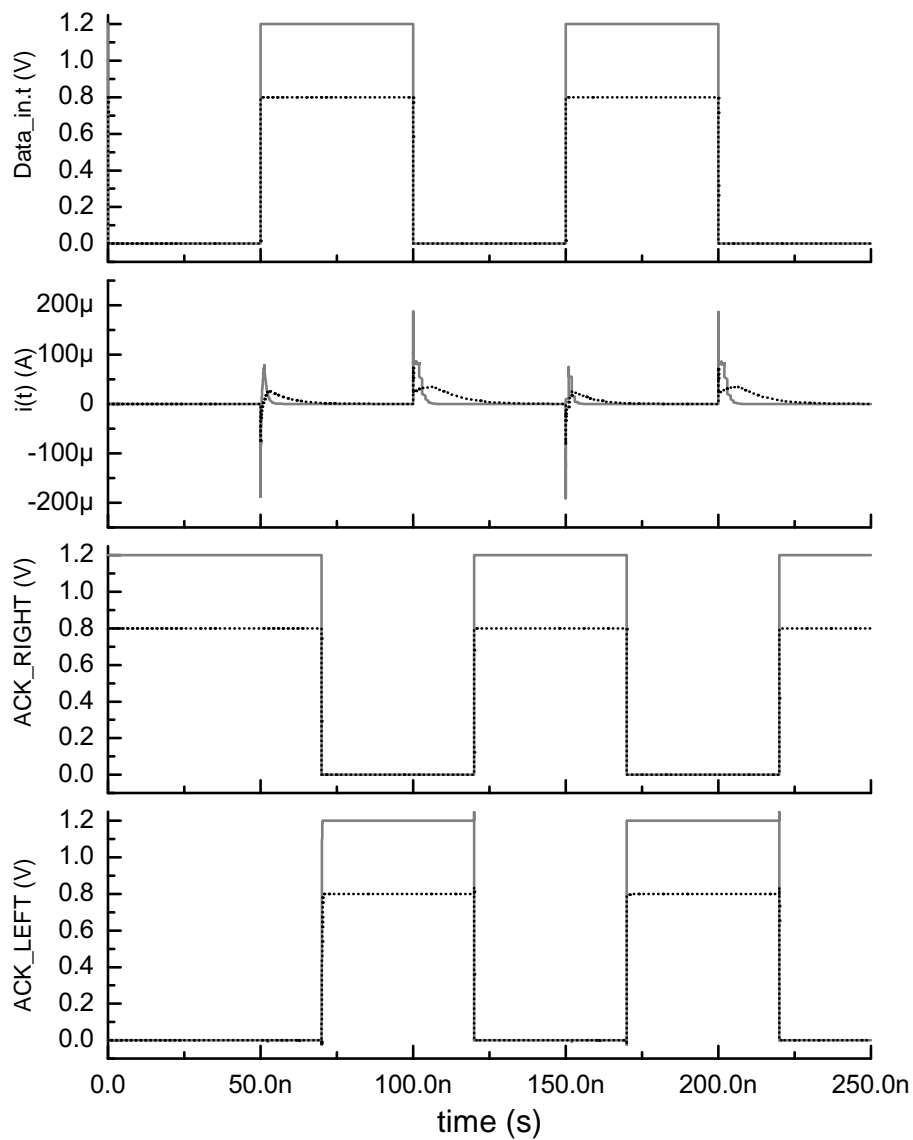 1.2
1.0
0.8
0.6
0.4
0.2
0.0
Data_in.t (V)
200µ
100µ
0
-100µ
-200µ
i(t) (A)
1.2
1.0
0.8
0.6
0.4
0.2
0.0
ACK_RIGHT (V)
1.2
1.0
0.8
0.6
0.4
0.2
0.0
ACK_LEFT (V)
0.0 50.0n 100.0n 150.0n 200.0n 250.0n
time (s)